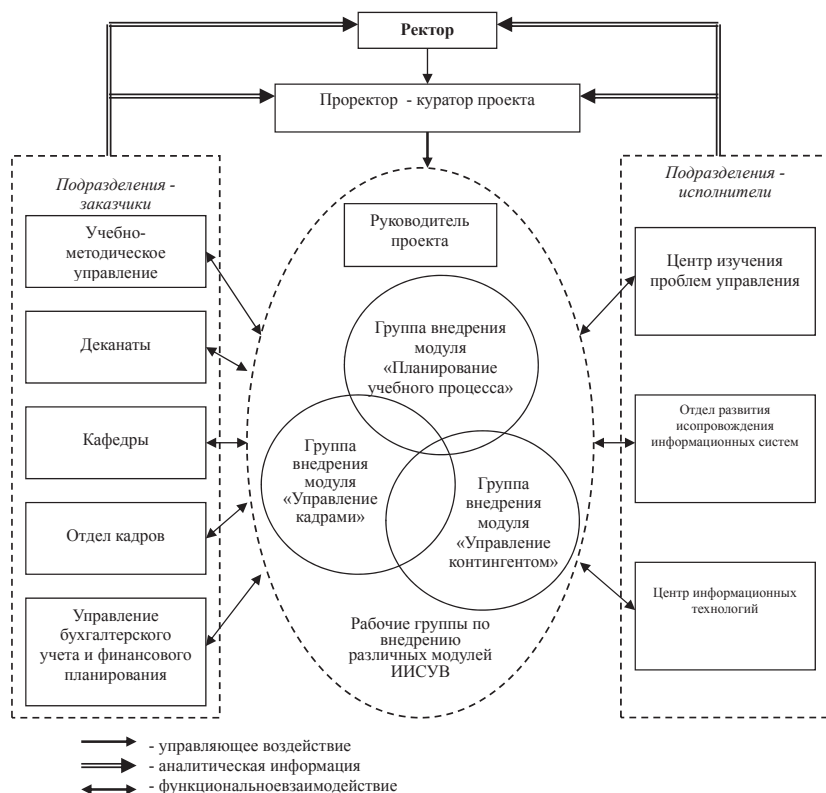 Ректор
Проректор - куратор проекта
Подразделения -
заказчики
Учебно-
методическое
управление
Деканаты
Кафедры
Отдел кадров
Управление
бухгалтерского
учета и финансового
планирования
Руководитель
проекта
Группа внедрения
модуля
«Планирование
учебного процесса»
Группа
внедрения
модуля
«Управление
кадрами»
Группа
внедрения
модуля
«Управление
контингентом»
Рабочие группы по
внедрению
различных модулей
ИИСУВ
Подразделения -
исполнители
Центр изучения
проблем управления
Отдел развития
исопровождения
информационных систем
Центр информационных
технологий
- управляющее воздействие
- аналитическая информация
- функциональноевзаимодействие